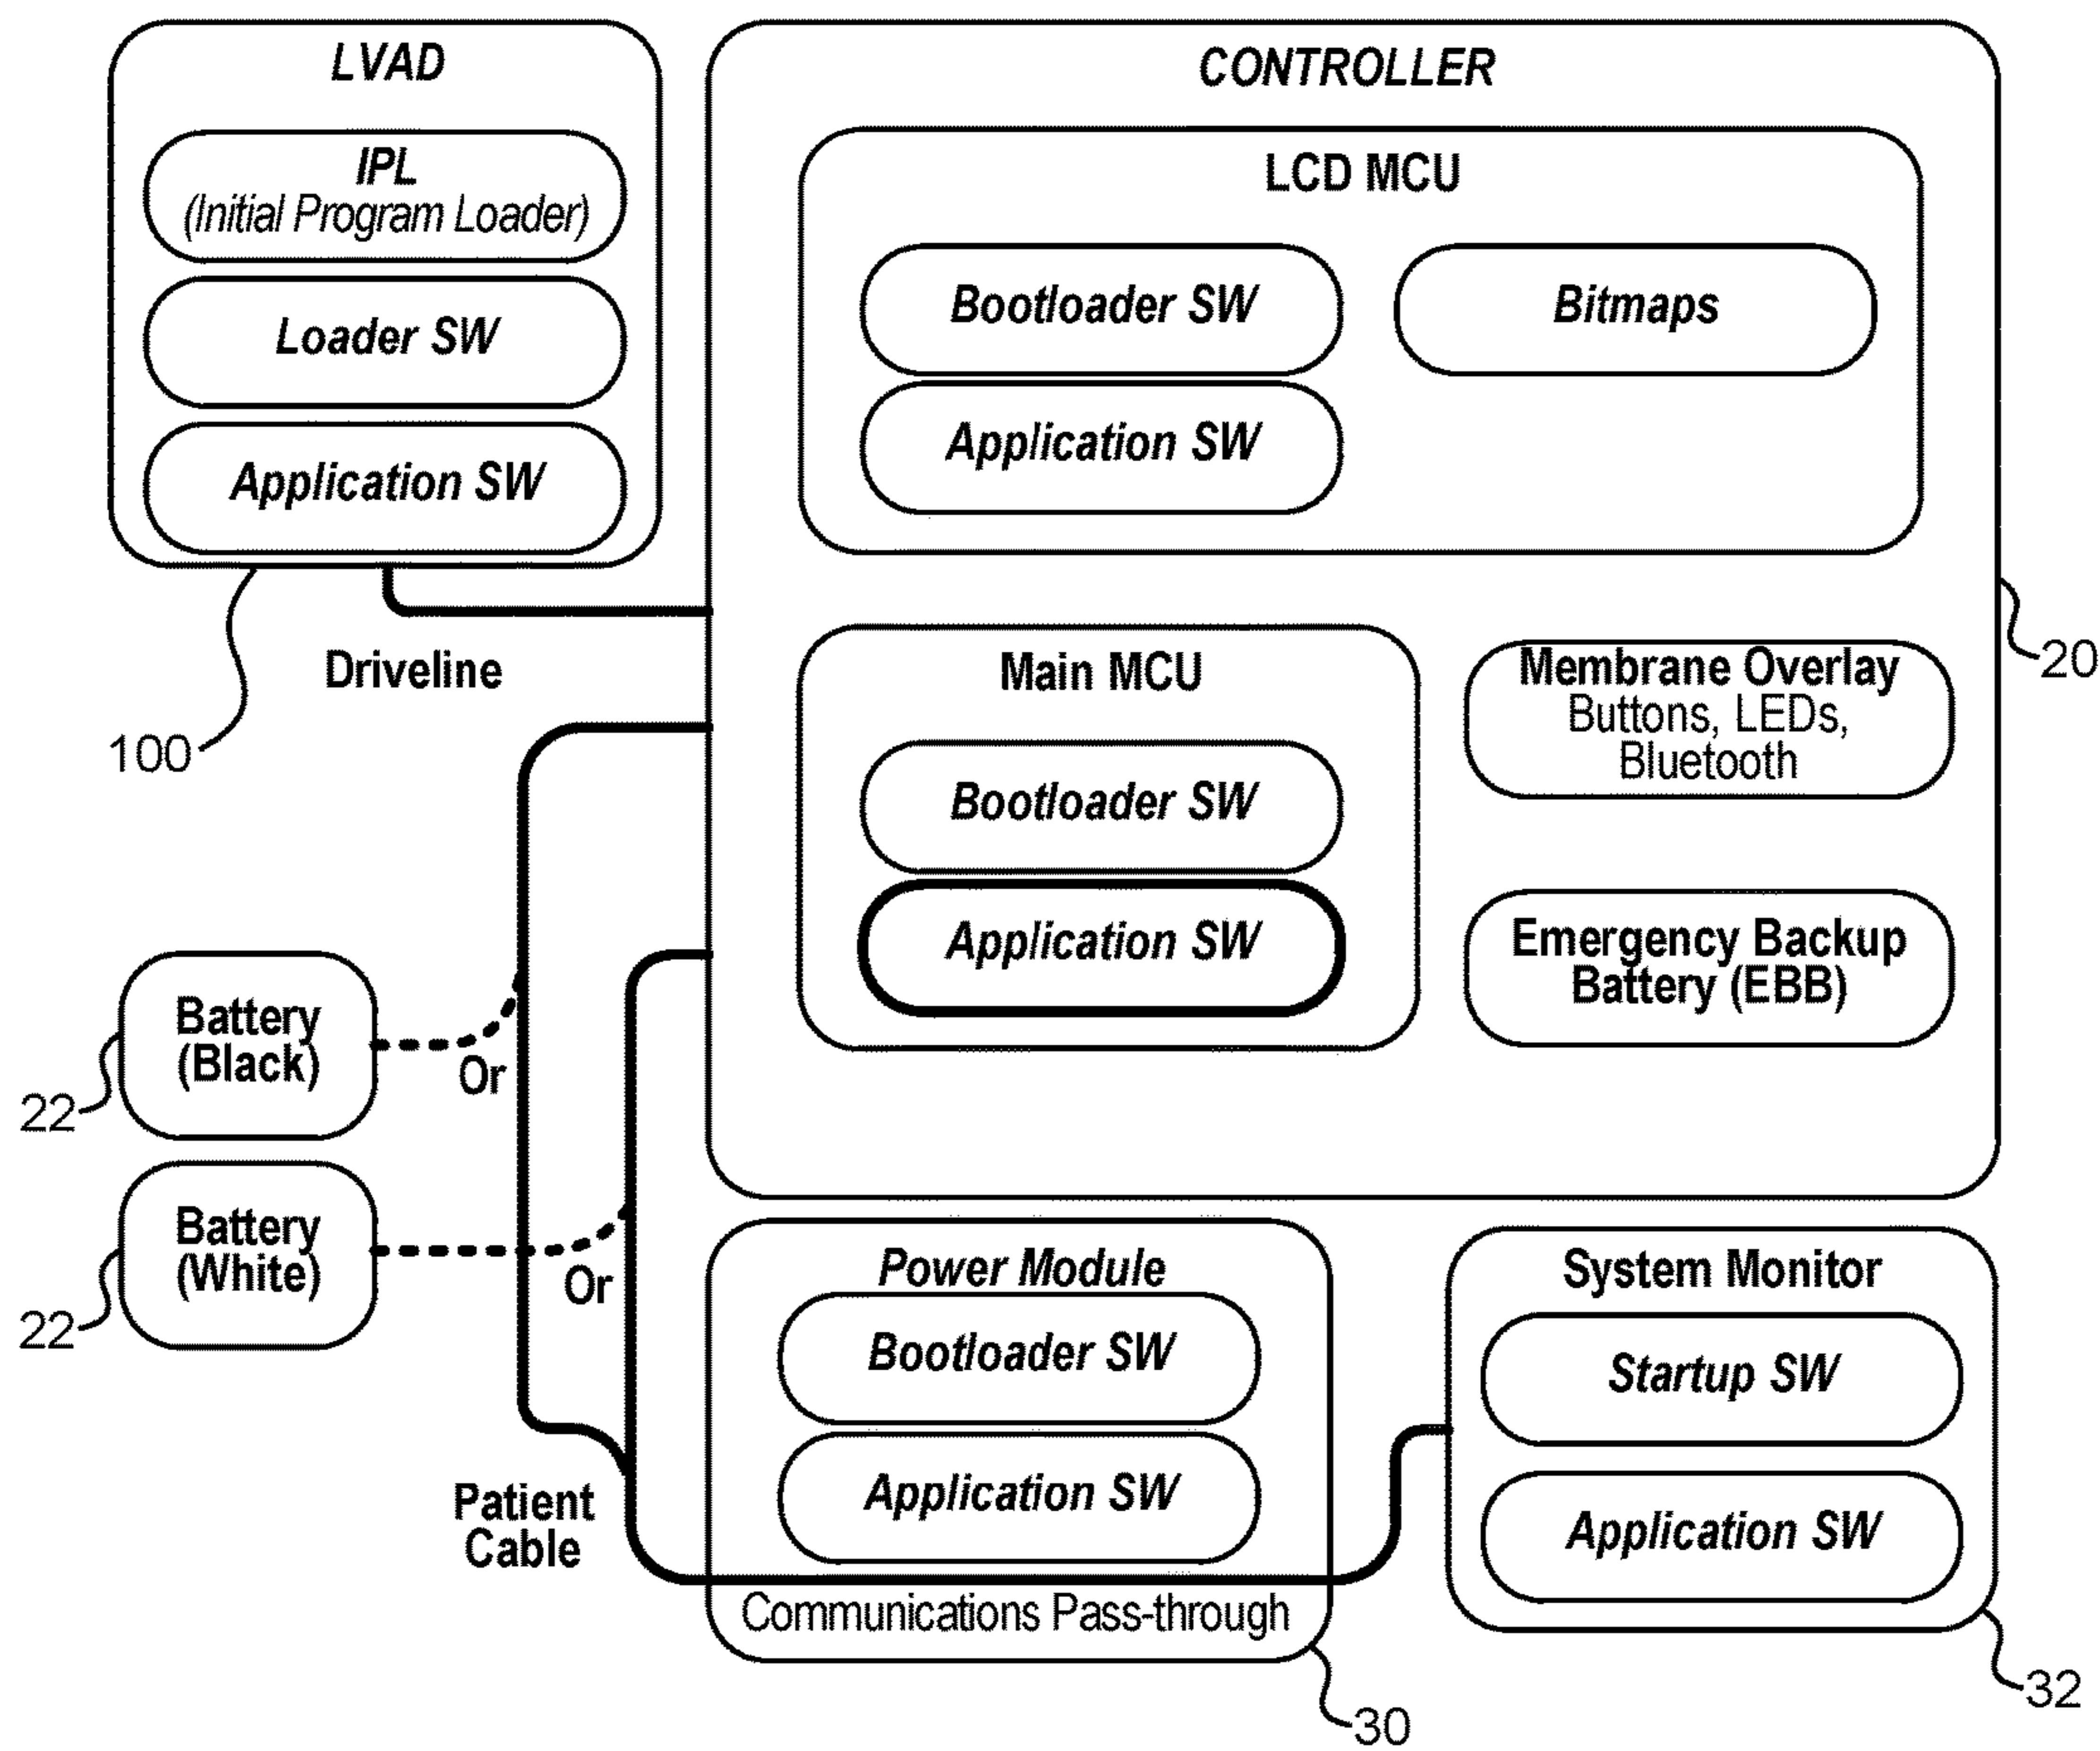 LVAD
IPL
(Initial Program Loader)
Loader SW
Application SW
100
Driveline
CONTROLLER
LCD MCU
Bootloader SW
Bitmaps
Application SW
Main MCU
Bootloader SW
Application SW
Membrane Overlay
Buttons, LEDs,
Bluetooth
20
Emergency Backup
Battery (EBB)
Battery
(Black)
22
Or
Battery
(White)
22
Or
Patient
Cable
Power Module
Bootloader SW
Application SW
Communications Pass-through
30
System Monitor
Startup SW
Application SW
32